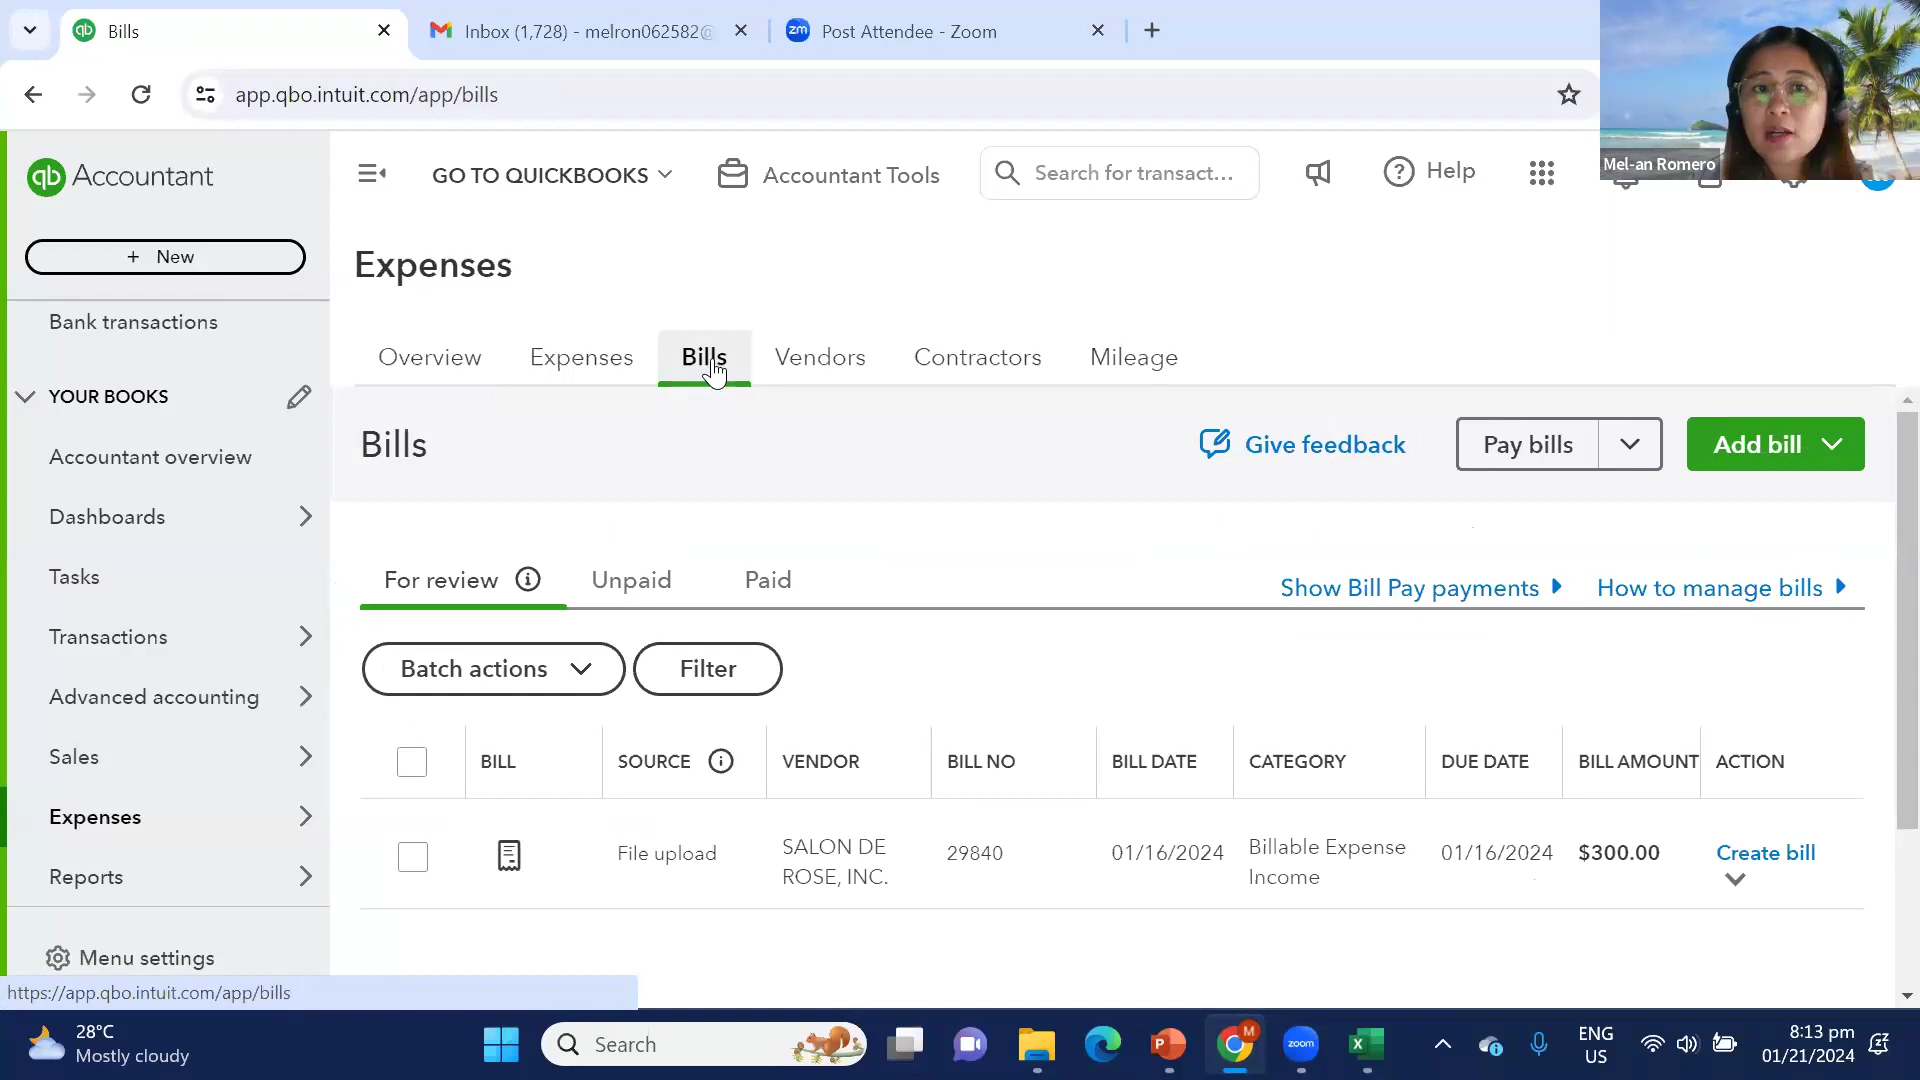 Bills
Inbox (1,728) - melron062582@
zm
Post Attendee - Zoom
app.qbo.intuit.com/app/bills
Mel-an Romero
qb Accountant
GO TO QUICKBOOKS
Accountant Tools
Search for transact...
Help
+ New
Expenses
Bank transactions
Overview
Expenses
Bills
Vendors
Contractors
Mileage
YOUR BOOKS
Accountant overview
Dashboards
Tasks
Transactions
Advanced accounting
Sales
Expenses
Reports
Menu settings
Bills
Give feedback
Pay bills
Add bill
For review
Unpaid
Paid
Show Bill Pay payments
How to manage bills
Batch actions
Filter
BILL
SOURCE
VENDOR
BILL NO
BILL DATE
CATEGORY
DUE DATE
BILL AMOUNT
ACTION
File upload
SALON DE
ROSE, INC.
29840
01/16/2024
Billable Expense
Income
01/16/2024
$300.00
Create bill
https://app.qbo.intuit.com/app/bills
28°C
Mostly cloudy
Search
P
M
zoom
X
ENG
US
8:13 pm
01/21/2024